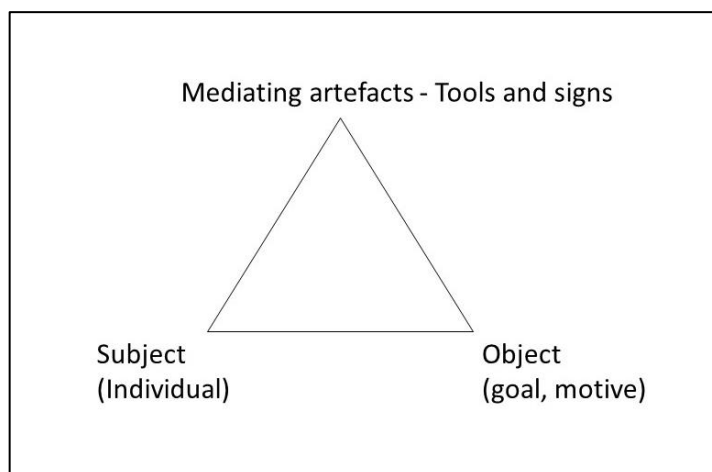 Mediating artefacts - Tools and signs
Subject
(Individual)
Object
(goal, motive)